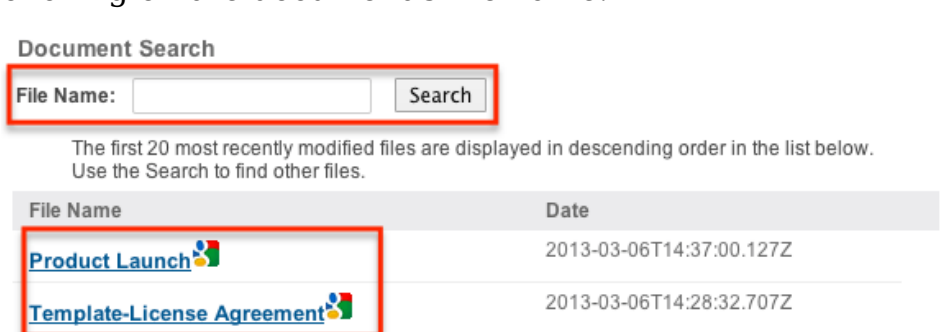 Document Search
File Name: Search
The first 20 most recently modified files are displayed in descending order in the list below.
Use the Search to find other files.
File Name Date
Product Launch 2013-03-06T14:37:00.127Z
Template-License Agreement 2013-03-06T14:28:32.707Z